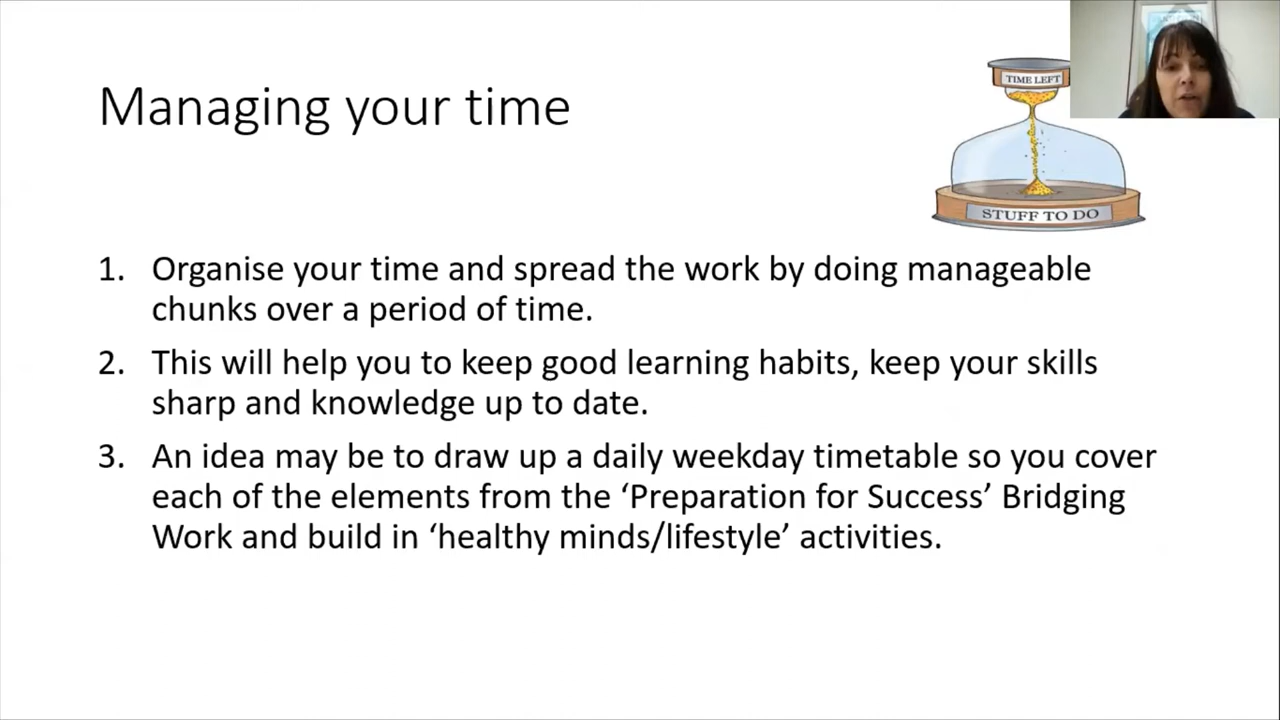 Managing your time
TIME LEFT
STUFF TO DO
1. Organise your time and spread the work by doing manageable
chunks over a period of time.
2. This will help you to keep good learning habits, keep your skills
sharp and knowledge up to date.
3. An idea may be to draw up a daily weekday timetable so you cover
each of the elements from the ‘Preparation for Success’ Bridging
Work and build in ‘healthy minds/lifestyle’ activities.